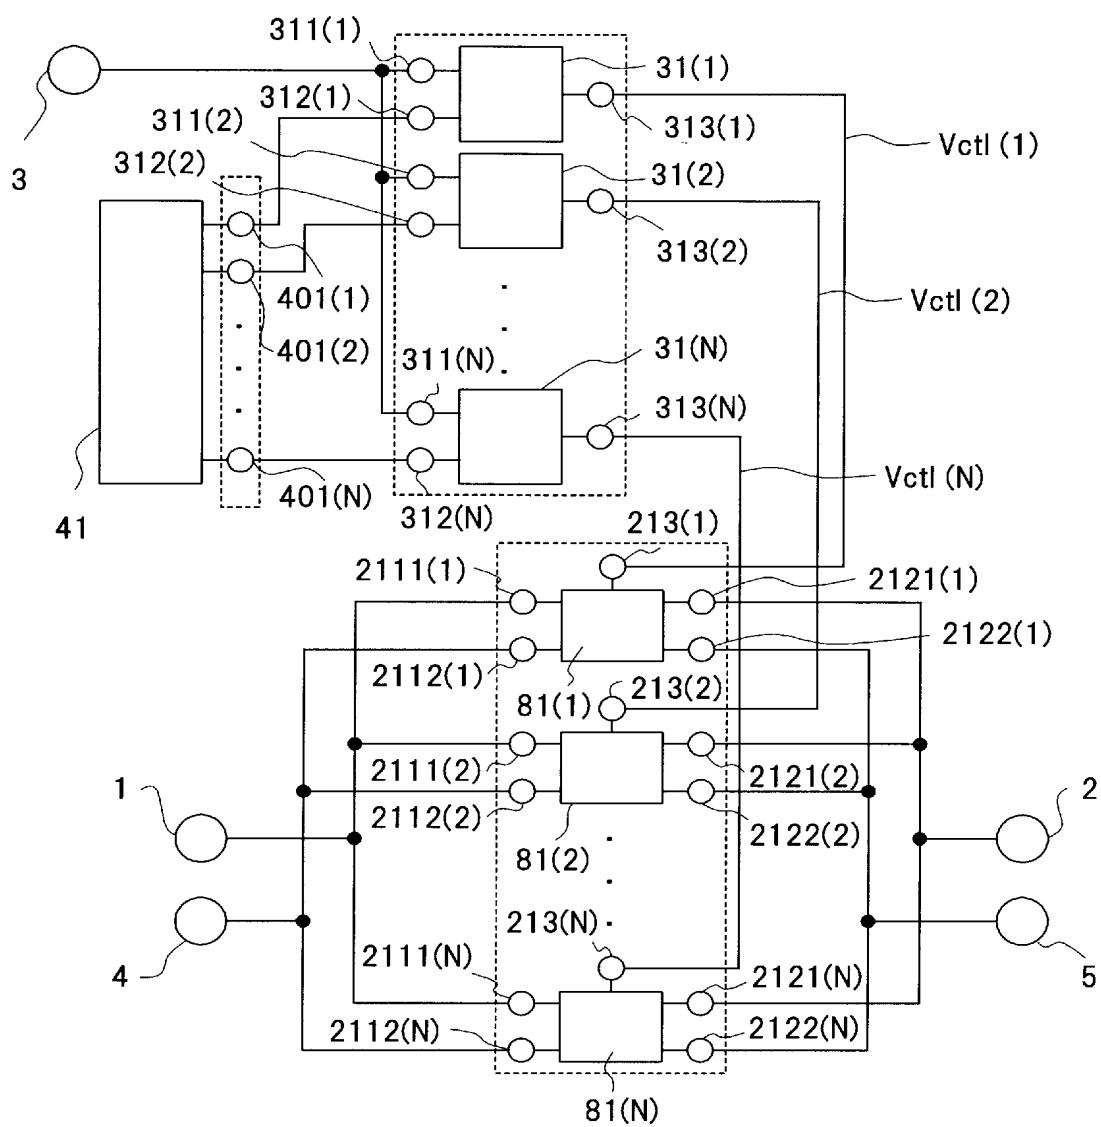 311(1)
31(1)
312(1)
311(2)
313(1)
Vctl (1)
3
312(2)
31(2)
313(2)
401(1)
Vctl (2)
401(2)
311(N)
31(N)
313(N)
41
401(N)
312(N)
Vctl (N)
213(1)
2111(1)
2121(1)
2122(1)
2112(1)
81(1)
213(2)
2111(2)
2121(2)
1
2112(2)
2122(2)
2
81(2)
213(N)
4
2111(N)
2121(N)
5
2112(N)
2122(N)
81(N)